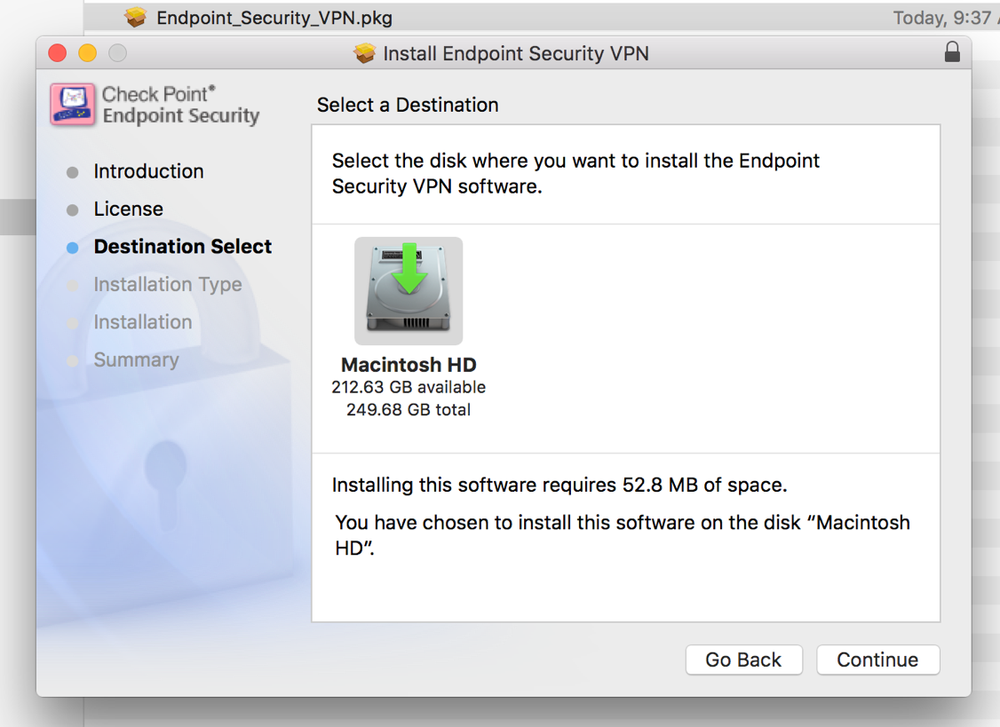 Endpoint_Security_VPN.pkg
Today, 9:37
Install Endpoint Security VPN
Check Point®
Endpoint Security
Introduction
License
Destination Select
Installation Type
Installation
Summary
Select a Destination
Select the disk where you want to install the Endpoint
Security VPN software.
Macintosh HD
212.63 GB available
249.68 GB total
Installing this software requires 52.8 MB of space.
You have chosen to install this software on the disk “Macintosh
HD”.
Go Back
Continue